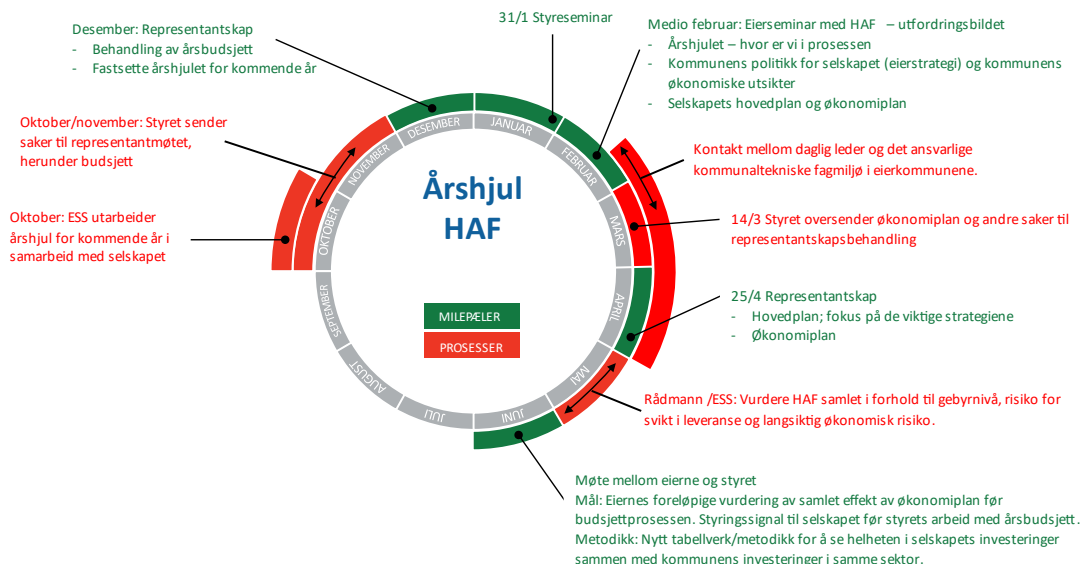 31/1 Styreseminar
Desember: Representantskap
- Behandling av årsbudsjett
- Fastsette årshjulet for kommende år
Medio februar: Eierseminar med HAF – utfordringsbildet
- Årshjulet – hvor er vi i prosessen
- Kommunens politikk for selskapet (eierstrategi) og kommunens
økonomiske utsikter
- Selskapets hovedplan og økonomiplan
Oktober/november: Styret sender
saker til representantmøtet,
herunder budsjett
Oktober: ESS utarbeider
årshjul for kommende år i
samarbeid med selskapet
Årshjul
HAF
JANUAR
FEBRUAR
MARS
APRIL
MAI
JUNI
JULI
AUGUST
SEPTEMBER
OKTOBER
NOVEMBER
DESEMBER
MILEPÆLER
PROSESSER
Kontakt mellom daglig leder og det ansvarlige
kommunaltekniske fagmiljø i eierkommunene.
14/3 Styret oversender økonomiplan og andre saker til
representantskapsbehandling
25/4 Representantskap
- Hovedplan; fokus på de viktige strategiene
- Økonomiplan
Rådmann /ESS: Vurdere HAF samlet i forhold til gebyrnivå, risiko for
svikt i leveranse og langsiktig økonomisk risiko.
Møte mellom eierne og styret
Mål: Eiernes foreløpige vurdering av samlet effekt av økonomiplan før
budsjettprosessen. Styringssignal til selskapet før styrets arbeid med årsbudsjett.
Metodikk: Nytt tabellverk/metodikk for å se helheten i selskapets investeringer
sammen med kommunens investeringer i samme sektor.